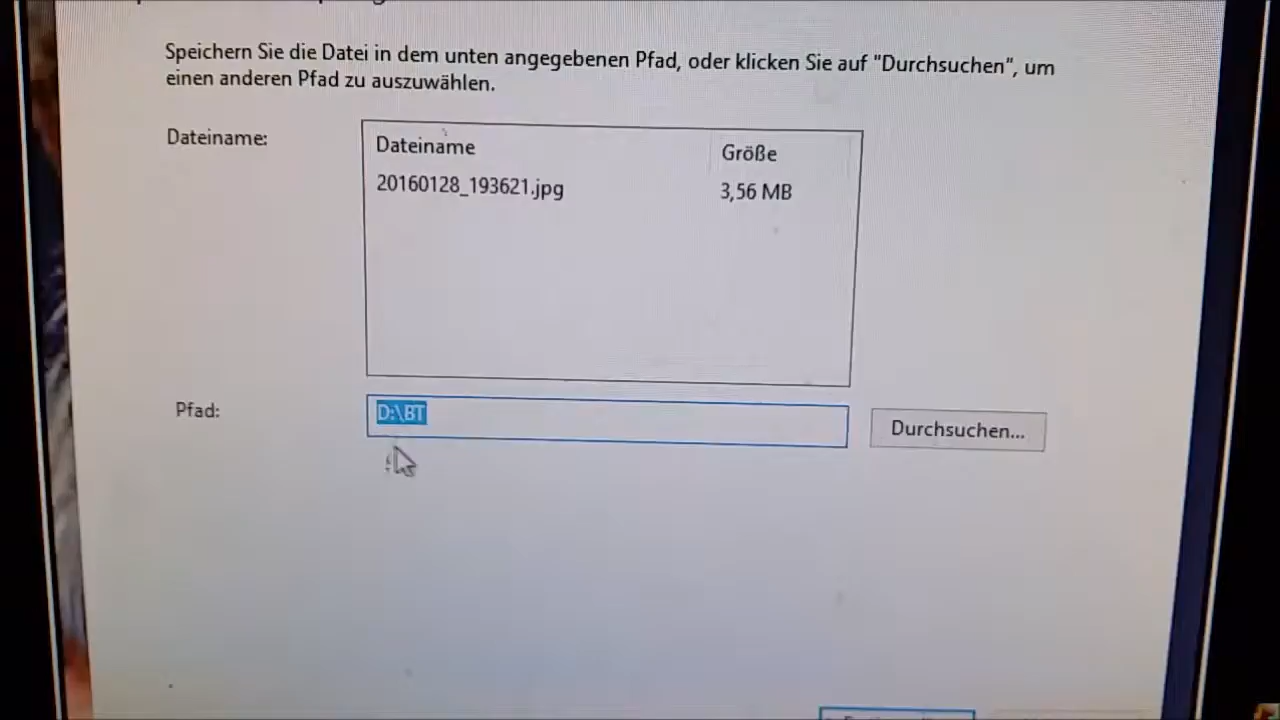 Speichern Sie die Datei in dem unten angegebenen Pfad, oder klicken Sie auf "Durchsuchen", um
einen anderen Pfad zu auszuwählen.
Dateiname:
Dateiname Größe
20160128_193621.jpg 3,56 MB
Pfad: D:\BT Durchsuchen...